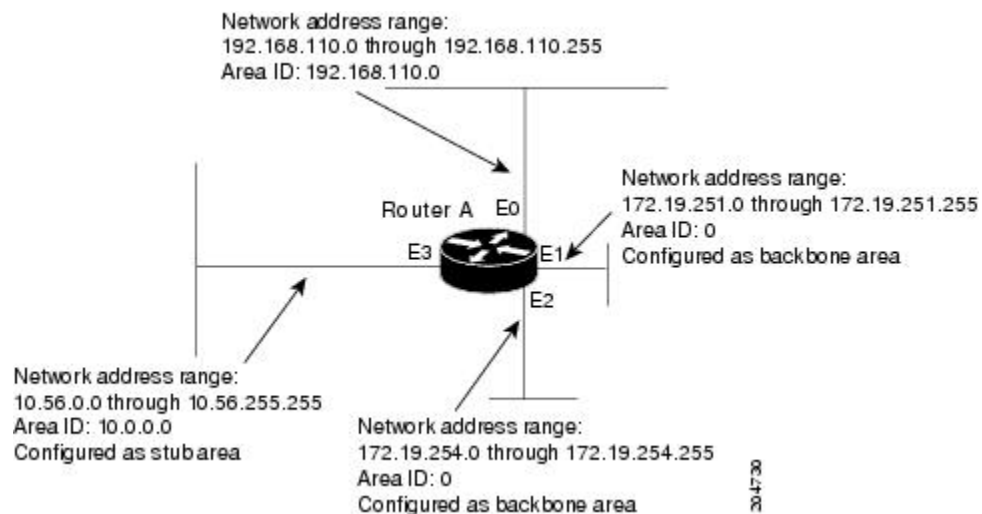 Network address range:
192.168.110.0 through 192.168.110.255
Area ID: 192.168.110.0
Router A
E0
Network address range:
172.19.251.0 through 172.19.251.255
Area ID: 0
Configured as backbone area
E3
E1
E2
Network address range:
10.56.0.0 through 10.56.255.255
Area ID: 10.0.0.0
Configured as stub area
Network address range:
172.19.254.0 through 172.19.254.255
Area ID: 0
Configured as backbone area